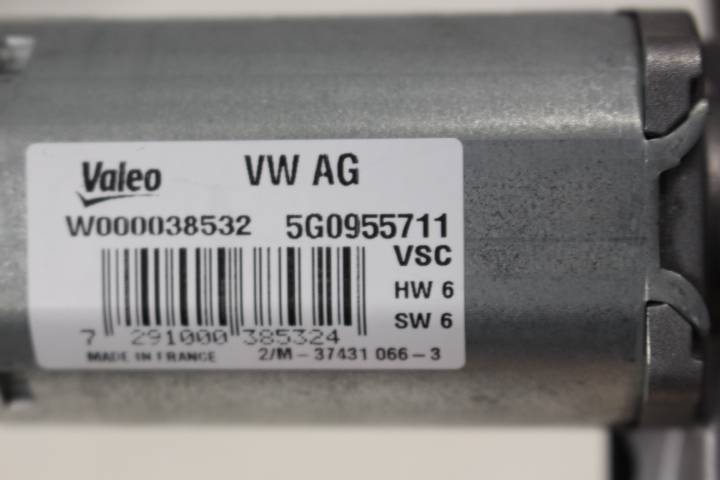 Valeo VW AG
W000038532 5G0955711
VSC
HW 6
SW 6
7 291000 385324
MADE IN FRANCE 2/M - 37431 066 - 3